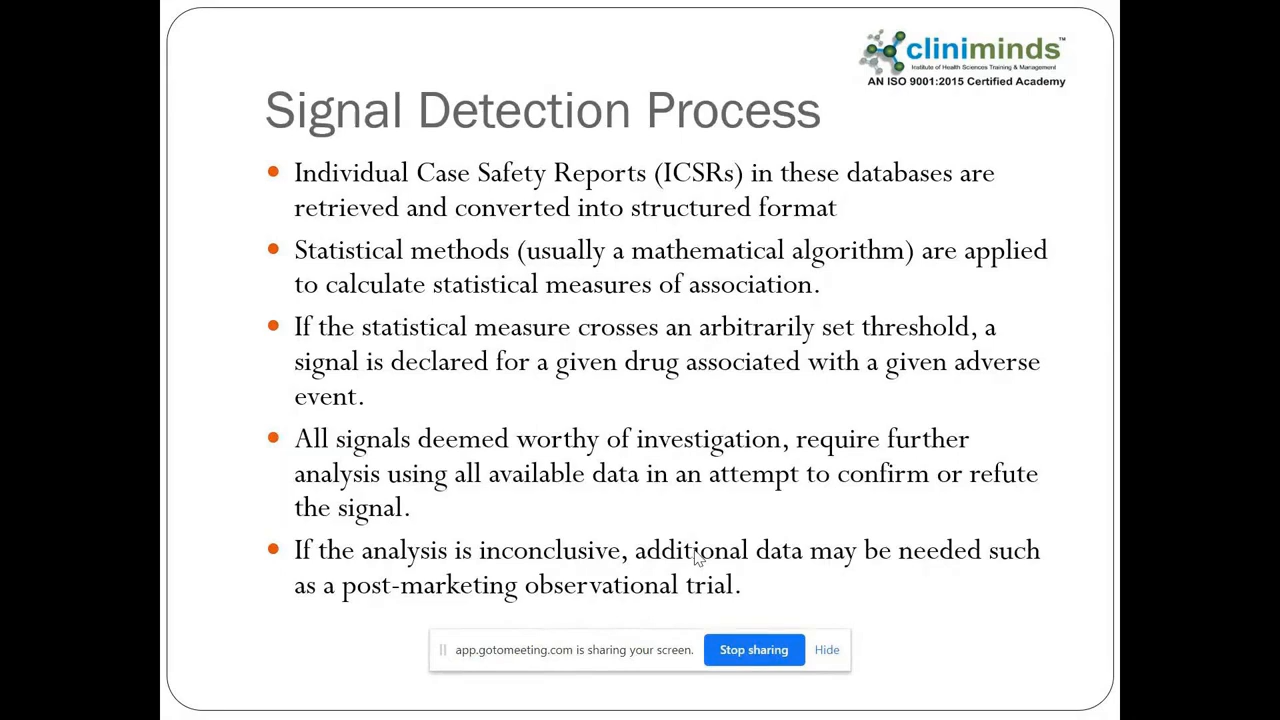 cliniminds™
Institute of Health Sciences Training & Management
AN ISO 9001:2015 Certified Academy
Signal Detection Process
• Individual Case Safety Reports (ICSRs) in these databases are
retrieved and converted into structured format
• Statistical methods (usually a mathematical algorithm) are applied
to calculate statistical measures of association.
• If the statistical measure crosses an arbitrarily set threshold, a
signal is declared for a given drug associated with a given adverse
event.
• All signals deemed worthy of investigation, require further
analysis using all available data in an attempt to confirm or refute
the signal.
• If the analysis is inconclusive, additional data may be needed such
as a post-marketing observational trial.
app.gotomeeting.com is sharing your screen. Stop sharing Hide